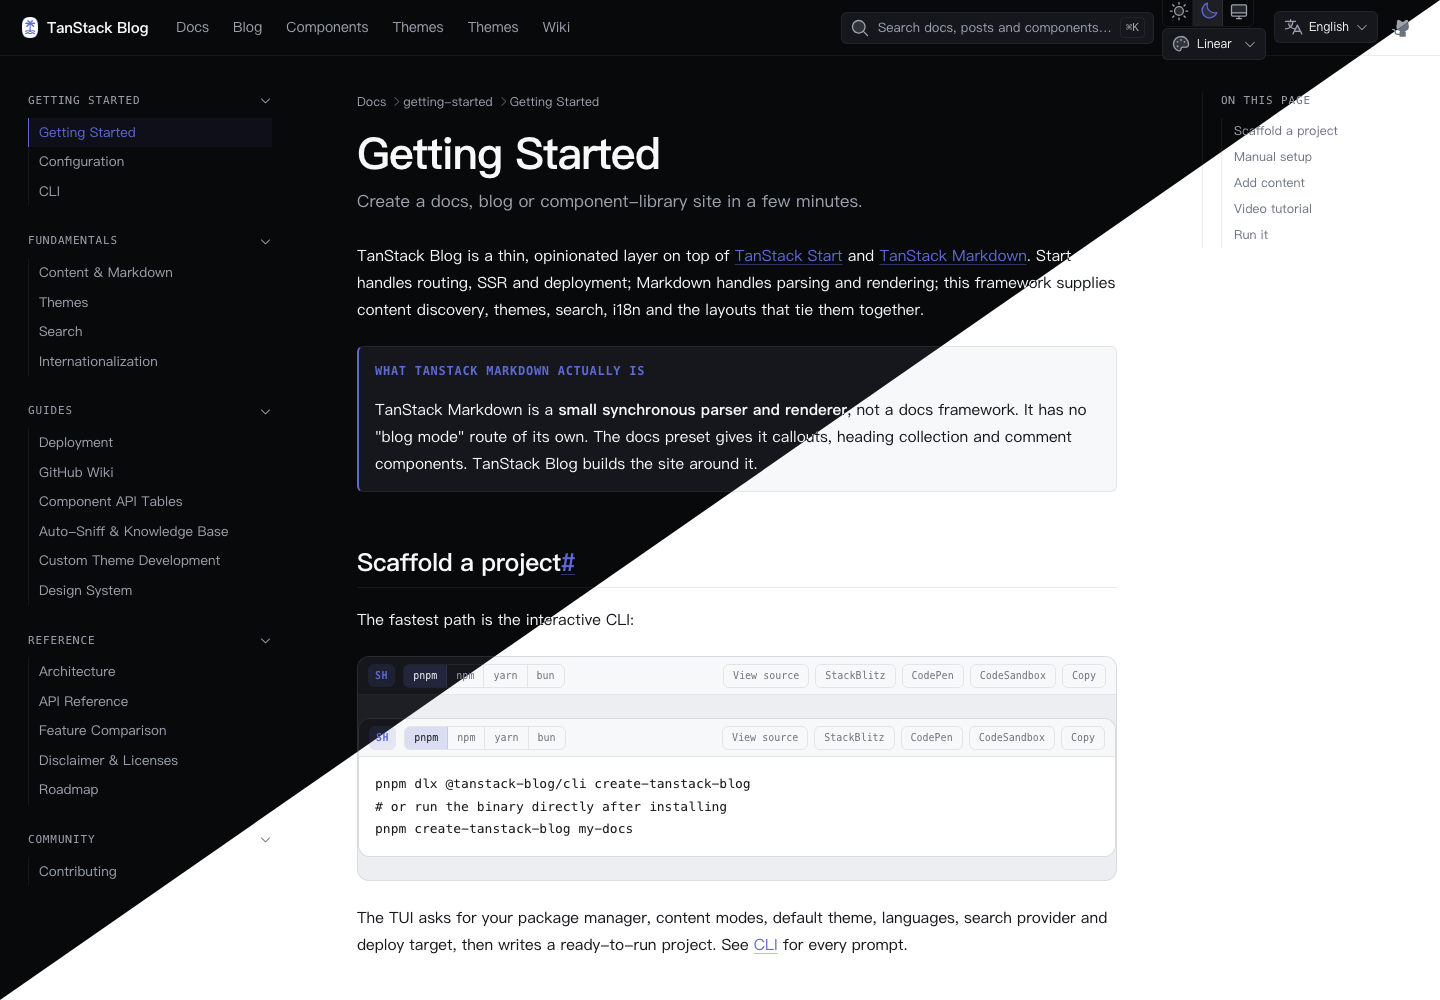 TanStack Blog
Docs
Blog
Components
Themes
Themes
Wiki
Search docs, posts and components...
⌘K
Linear
English
GETTING STARTED
Getting Started
Configuration
CLI
FUNDAMENTALS
Content & Markdown
Themes
Search
Internationalization
GUIDES
Deployment
GitHub Wiki
Component API Tables
Auto-Sniff & Knowledge Base
Custom Theme Development
Design System
REFERENCE
Architecture
API Reference
Feature Comparison
Disclaimer & Licenses
Roadmap
COMMUNITY
Contributing
Docs > getting-started > Getting Started
Getting Started
Create a docs, blog or component-library site in a few minutes.
TanStack Blog is a thin, opinionated layer on top of TanStack Start and TanStack Markdown. Start
handles routing, SSR and deployment; Markdown handles parsing and rendering; this framework supplies
content discovery, themes, search, i18n and the layouts that tie them together.
WHAT TANSTACK MARKDOWN ACTUALLY IS
TanStack Markdown is a small synchronous parser and renderer, not a docs framework. It has no
"blog mode" route of its own. The docs preset gives it callouts, heading collection and comment
components. TanStack Blog builds the site around it.
Scaffold a project#
The fastest path is the interactive CLI:
SH pnpm npm yarn bun View source StackBlitz CodePen CodeSandbox Copy
SH pnpm npm yarn bun View source StackBlitz CodePen CodeSandbox Copy
pnpm dlx @tanstack-blog/cli create-tanstack-blog
# or run the binary directly after installing
pnpm create-tanstack-blog my-docs
The TUI asks for your package manager, content modes, default theme, languages, search provider and
deploy target, then writes a ready-to-run project. See CLI for every prompt.
ON THIS PAGE
Scaffold a project
Manual setup
Add content
Video tutorial
Run it